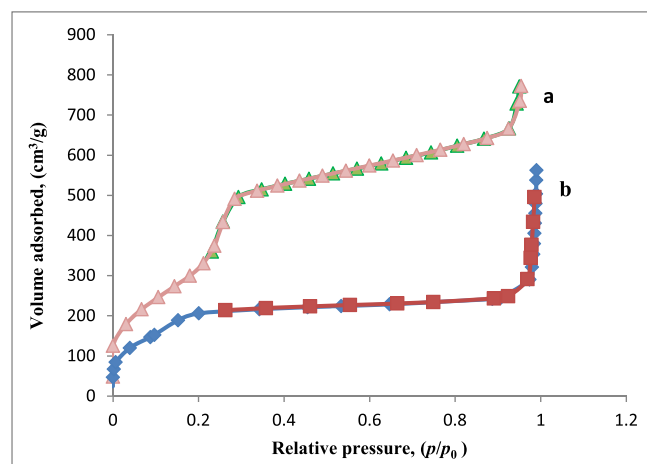 900
800
700
600
500
400
300
200
100
0
Volume adsorbed, (cm³/g)
a
b
0 0.2 0.4 0.6 0.8 1 1.2
Relative pressure, (p/p₀ )